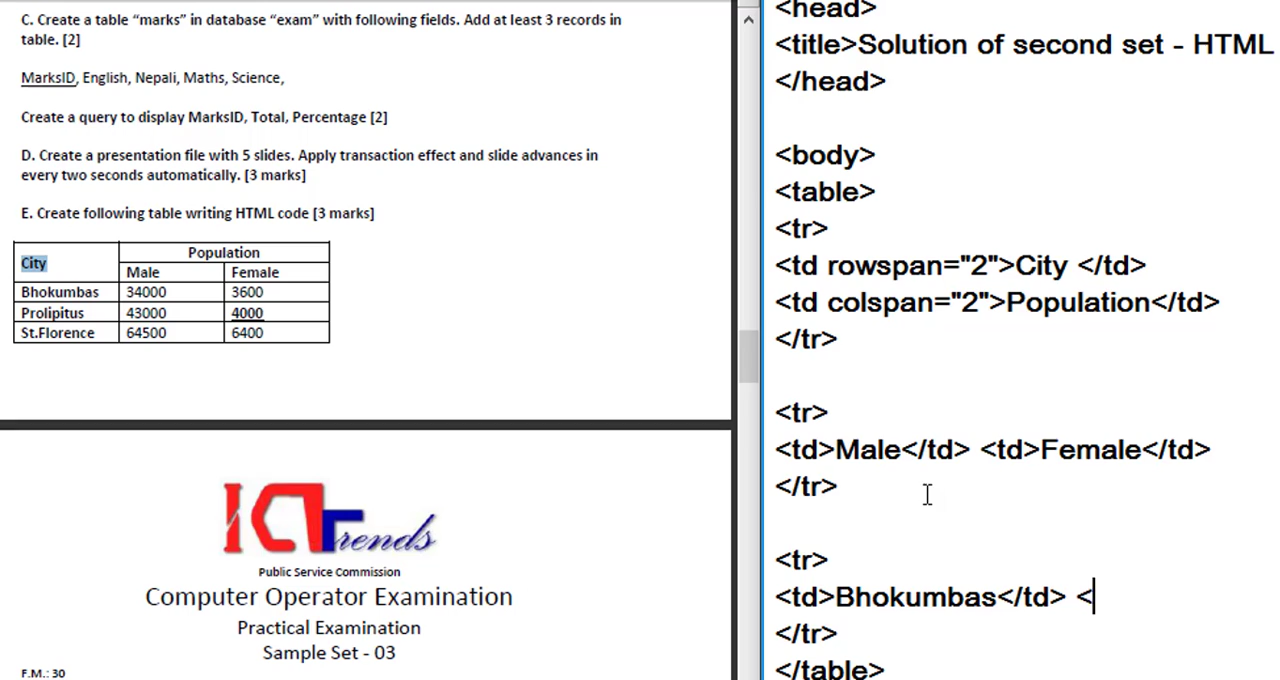 C. Create a table “marks” in database “exam” with following fields. Add at least 3 records in
table. [2]
MarksID, English, Nepali, Maths, Science,
Create a query to display MarksID, Total, Percentage [2]
D. Create a presentation file with 5 slides. Apply transaction effect and slide advances in
every two seconds automatically. [3 marks]
E. Create following table writing HTML code [3 marks]
City Population
Male Female
Bhokumbas 34000 3600
Prolipitus 43000 4000
St.Florence 64500 6400
ICTrends
Public Service Commission
Computer Operator Examination
Practical Examination
Sample Set - 03
F.M.: 30
<head>
<title>Solution of second set - HTML
</head>
<body>
<table>
<tr>
<td rowspan="2">City </td>
<td colspan="2">Population</td>
</tr>
<tr>
<td>Male</td> <td>Female</td>
</tr>
<tr>
<td>Bhokumbas</td> <
</tr>
</table>